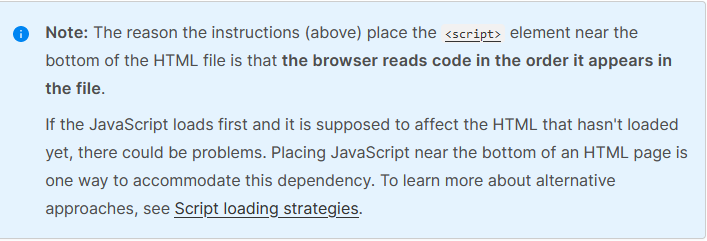 Note: The reason the instructions (above) place the <script> element near the
bottom of the HTML file is that the browser reads code in the order it appears in
the file.
If the JavaScript loads first and it is supposed to affect the HTML that hasn't loaded
yet, there could be problems. Placing JavaScript near the bottom of an HTML page is
one way to accommodate this dependency. To learn more about alternative
approaches, see Script loading strategies.